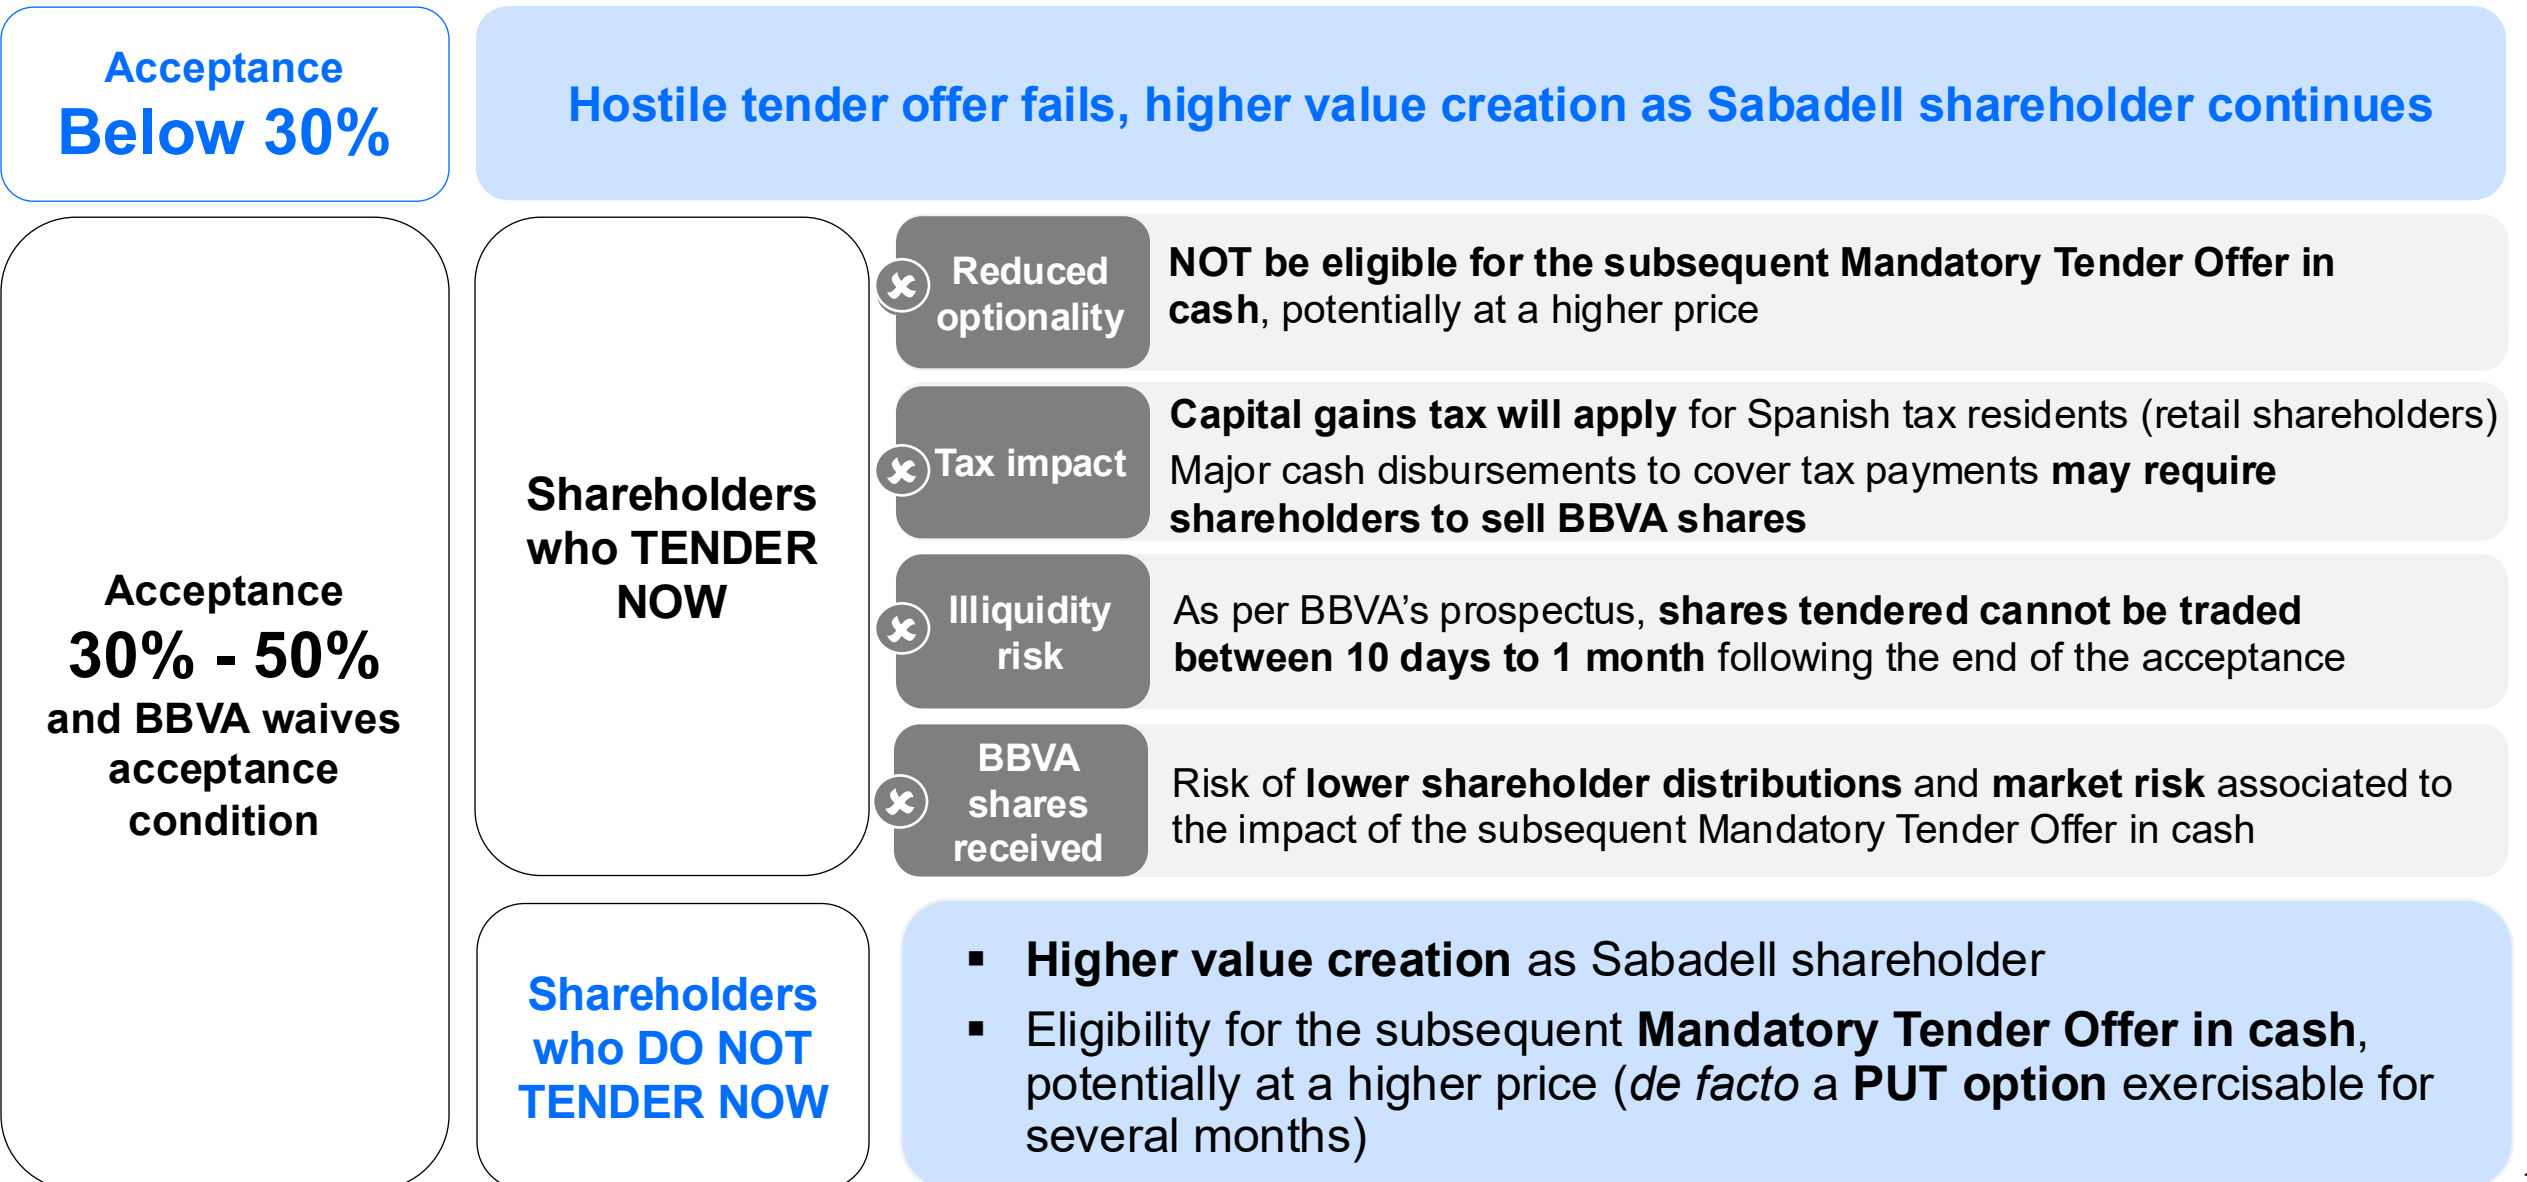 Acceptance
Below 30%
Hostile tender offer fails, higher value creation as Sabadell shareholder continues
Acceptance
30% - 50%
and BBVA waives
acceptance
condition
Shareholders
who TENDER
NOW
Reduced
optionality
NOT be eligible for the subsequent Mandatory Tender Offer in
cash, potentially at a higher price
Tax impact
Capital gains tax will apply for Spanish tax residents (retail shareholders)
Major cash disbursements to cover tax payments may require
shareholders to sell BBVA shares
Illiquidity
risk
As per BBVA’s prospectus, shares tendered cannot be traded
between 10 days to 1 month following the end of the acceptance
BBVA
shares
received
Risk of lower shareholder distributions and market risk associated to
the impact of the subsequent Mandatory Tender Offer in cash
Shareholders
who DO NOT
TENDER NOW
▪ Higher value creation as Sabadell shareholder
▪ Eligibility for the subsequent Mandatory Tender Offer in cash,
potentially at a higher price (de facto a PUT option exercisable for
several months)